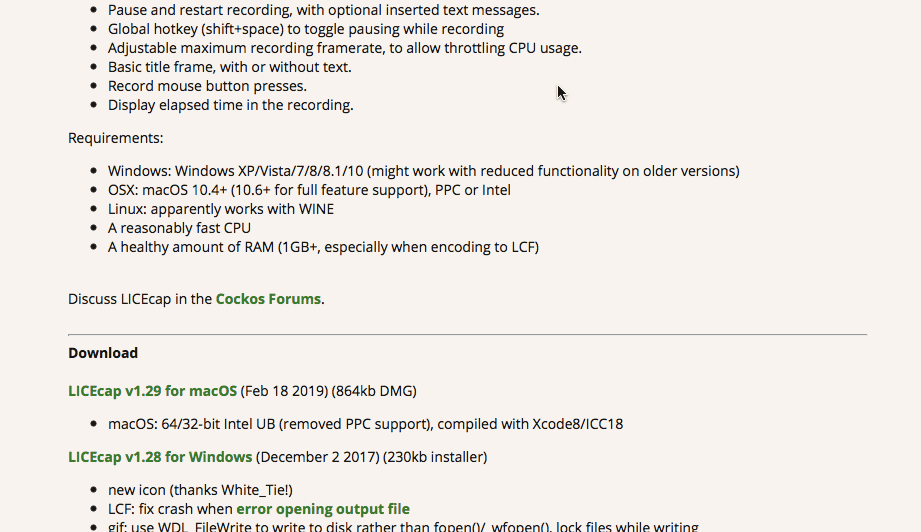 Pause and restart recording, with optional inserted text messages.
Global hotkey (shift+space) to toggle pausing while recording
Adjustable maximum recording framerate, to allow throttling CPU usage.
Basic title frame, with or without text.
Record mouse button presses.
Display elapsed time in the recording.
Requirements:
Windows: Windows XP/Vista/7/8/8.1/10 (might work with reduced functionality on older versions)
OSX: macOS 10.4+ (10.6+ for full feature support), PPC or Intel
Linux: apparently works with WINE
A reasonably fast CPU
A healthy amount of RAM (1GB+, especially when encoding to LCF)
Discuss LICEcap in the Cockos Forums.
Download
LICEcap v1.29 for macOS (Feb 18 2019) (864kb DMG)
macOS: 64/32-bit Intel UB (removed PPC support), compiled with Xcode8/ICC18
LICEcap v1.28 for Windows (December 2 2017) (230kb installer)
new icon (thanks White_Tie!)
LCF: fix crash when error opening output file
gif: use WDL_FileWrite to write to disk rather than fopen()/_wfopen(), lock files while writing